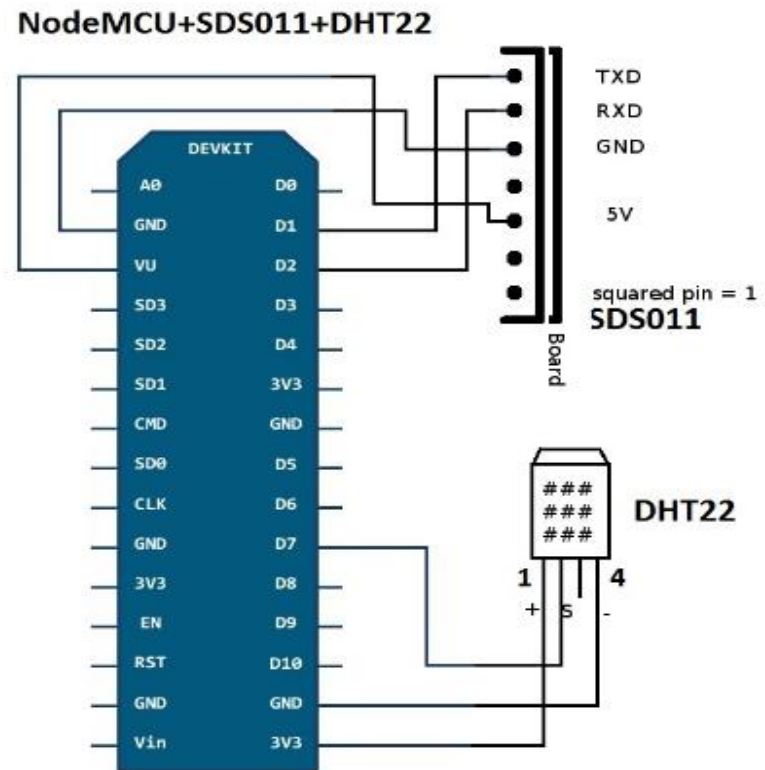 NodeMCU+SDS011+DHT22
TXD
RXD
GND
5V
squared pin = 1
SDS011
Board
DEVKIT
A0 D0
GND D1
VU D2
SD3 D3
SD2 D4
SD1 3V3
CMD GND
SD0 D5
CLK D6
GND D7
3V3 D8
EN D9
RST D10
GND GND
Vin 3V3
###
###
###
DHT22
1 4
+ S -